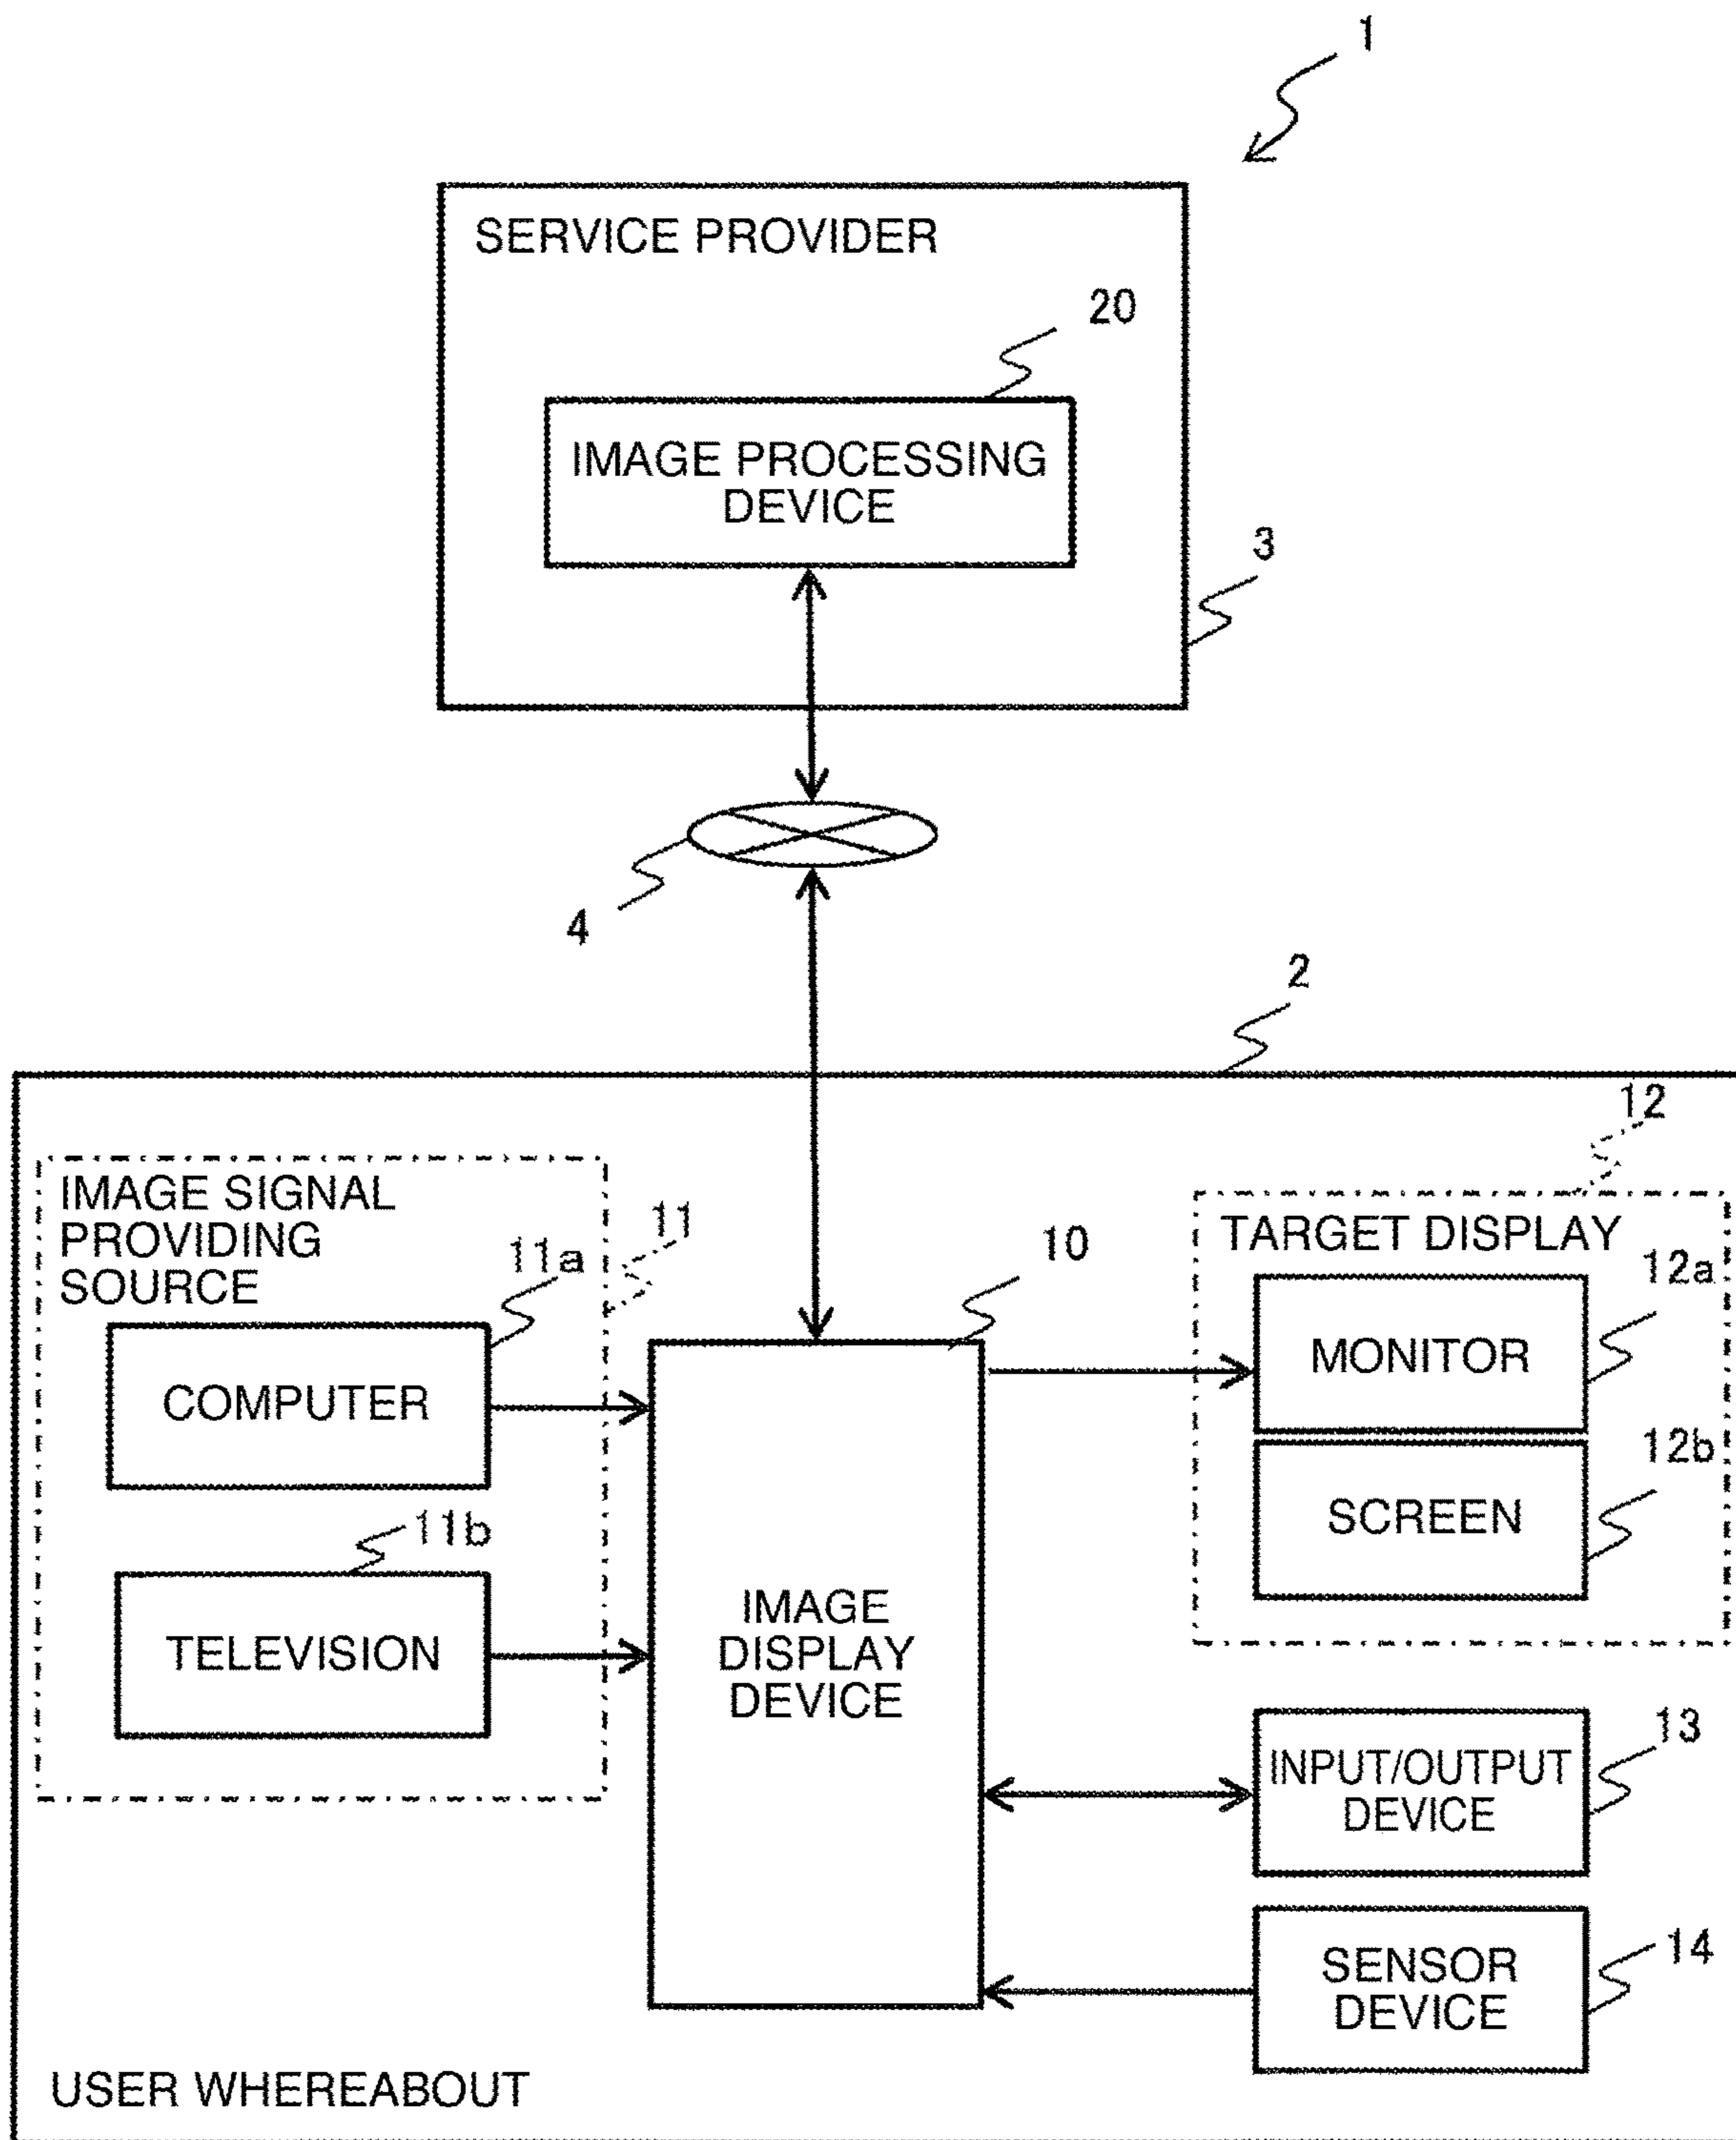 1
SERVICE PROVIDER
20
IMAGE PROCESSING
DEVICE
3
4
2
12
IMAGE SIGNAL
PROVIDING
SOURCE
11
11a
10
TARGET DISPLAY
12a
MONITOR
COMPUTER
12b
SCREEN
11b
TELEVISION
IMAGE
DISPLAY
DEVICE
13
INPUT/OUTPUT
DEVICE
14
SENSOR
DEVICE
USER WHEREABOUT